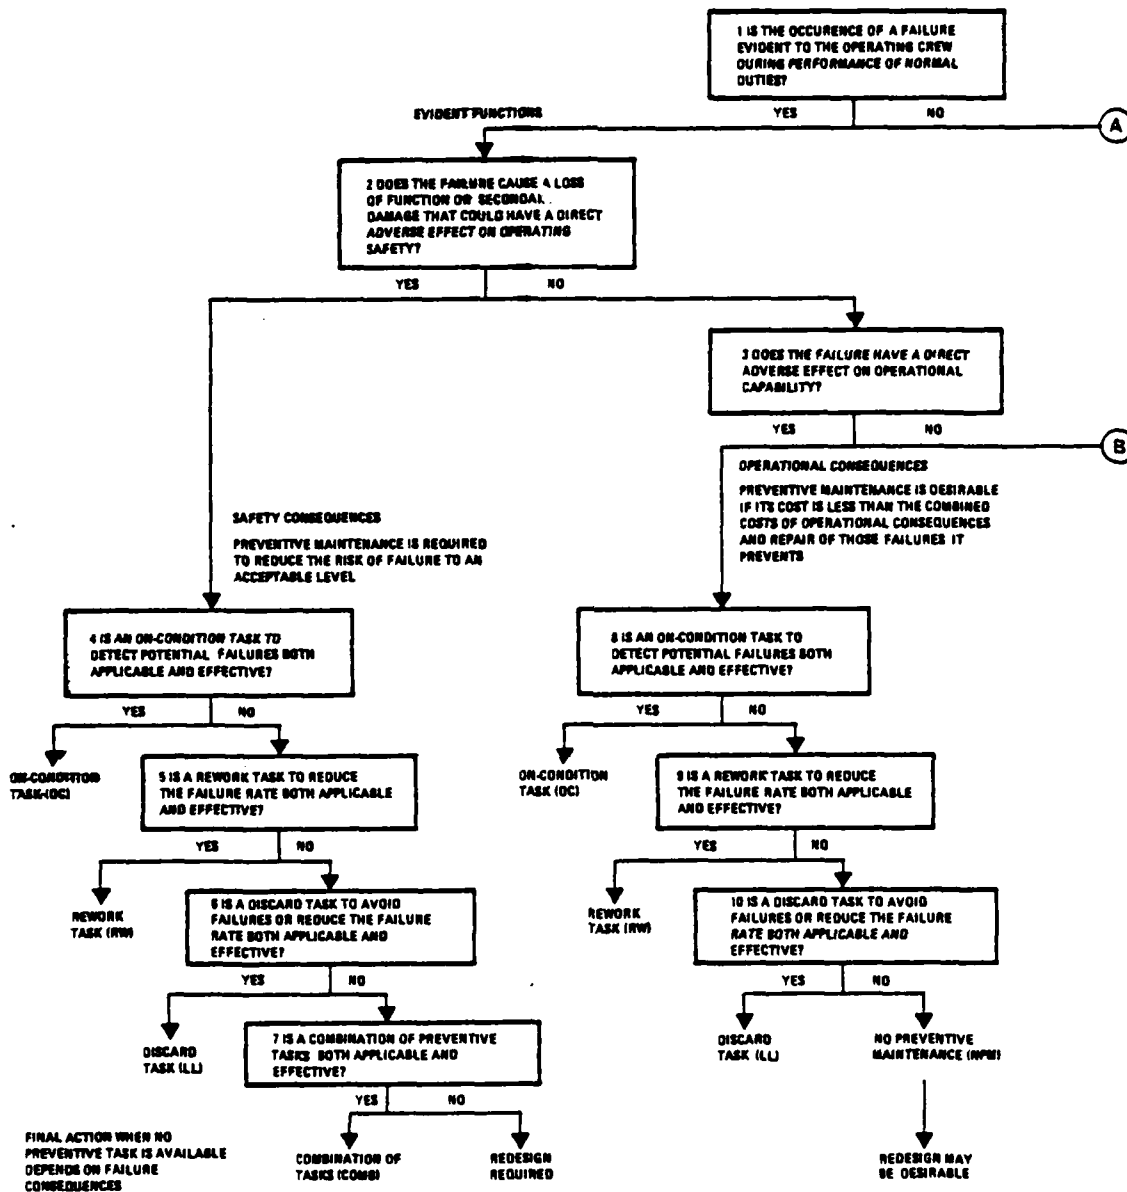 1 IS THE OCCURENCE OF A FAILURE
EVIDENT TO THE OPERATING CREW
DURING PERFORMANCE OF NORMAL
DUTIES?
YES NO
EVIDENT FUNCTIONS
A
2 DOES THE FAILURE CAUSE A LOSS
OF FUNCTION OR
DAMAGE THAT COULD HAVE A DIRECT
ADVERSE EFFECT ON OPERATING
SAFETY?
YES NO
3 DOES THE FAILURE HAVE A DIRECT
ADVERSE EFFECT ON OPERATIONAL
CAPABILITY?
YES NO
B
OPERATIONAL CONSEQUENCES
PREVENTIVE MAINTENANCE IS DESIRABLE
IF ITS COST IS LESS THAN THE COMBINED
COSTS OF OPERATIONAL CONSEQUENCES
AND REPAIR OF THOSE FAILURES IT
PREVENTS
SAFETY CONSEQUENCES
PREVENTIVE MAINTENANCE IS REQUIRED
TO REDUCE THE RISK OF FAILURE TO AN
ACCEPTABLE LEVEL
4 IS AN ON-CONDITION TASK TO
DETECT POTENTIAL FAILURES BOTH
APPLICABLE AND EFFECTIVE?
YES NO
ON-CONDITION
TASK (OC)
5 IS A REWORK TASK TO REDUCE
THE FAILURE RATE BOTH APPLICABLE
AND EFFECTIVE?
YES NO
REWORK
TASK (RW)
6 IS A DISCARD TASK TO AVOID
FAILURES OR REDUCE THE FAILURE
RATE BOTH APPLICABLE AND
EFFECTIVE?
YES NO
DISCARD
TASK (LL)
7 IS A COMBINATION OF PREVENTIVE
TASKS BOTH APPLICABLE AND
EFFECTIVE?
YES NO
COMBINATION OF
TASKS (COMB)
REDESIGN
REQUIRED
8 IS AN ON-CONDITION TASK TO
DETECT POTENTIAL FAILURES BOTH
APPLICABLE AND EFFECTIVE?
YES NO
ON-CONDITION
TASK (OC)
9 IS A REWORK TASK TO REDUCE
THE FAILURE RATE BOTH APPLICABLE
AND EFFECTIVE?
YES NO
REWORK
TASK (RW)
10 IS A DISCARD TASK TO AVOID
FAILURES OR REDUCE THE FAILURE
RATE BOTH APPLICABLE AND
EFFECTIVE?
YES NO
DISCARD
TASK (LL)
NO PREVENTIVE
MAINTENANCE (NPM)
REDESIGN MAY
BE DESIRABLE
FINAL ACTION WHEN NO
PREVENTIVE TASK IS AVAILABLE
DEPENDS ON FAILURE
CONSEQUENCES